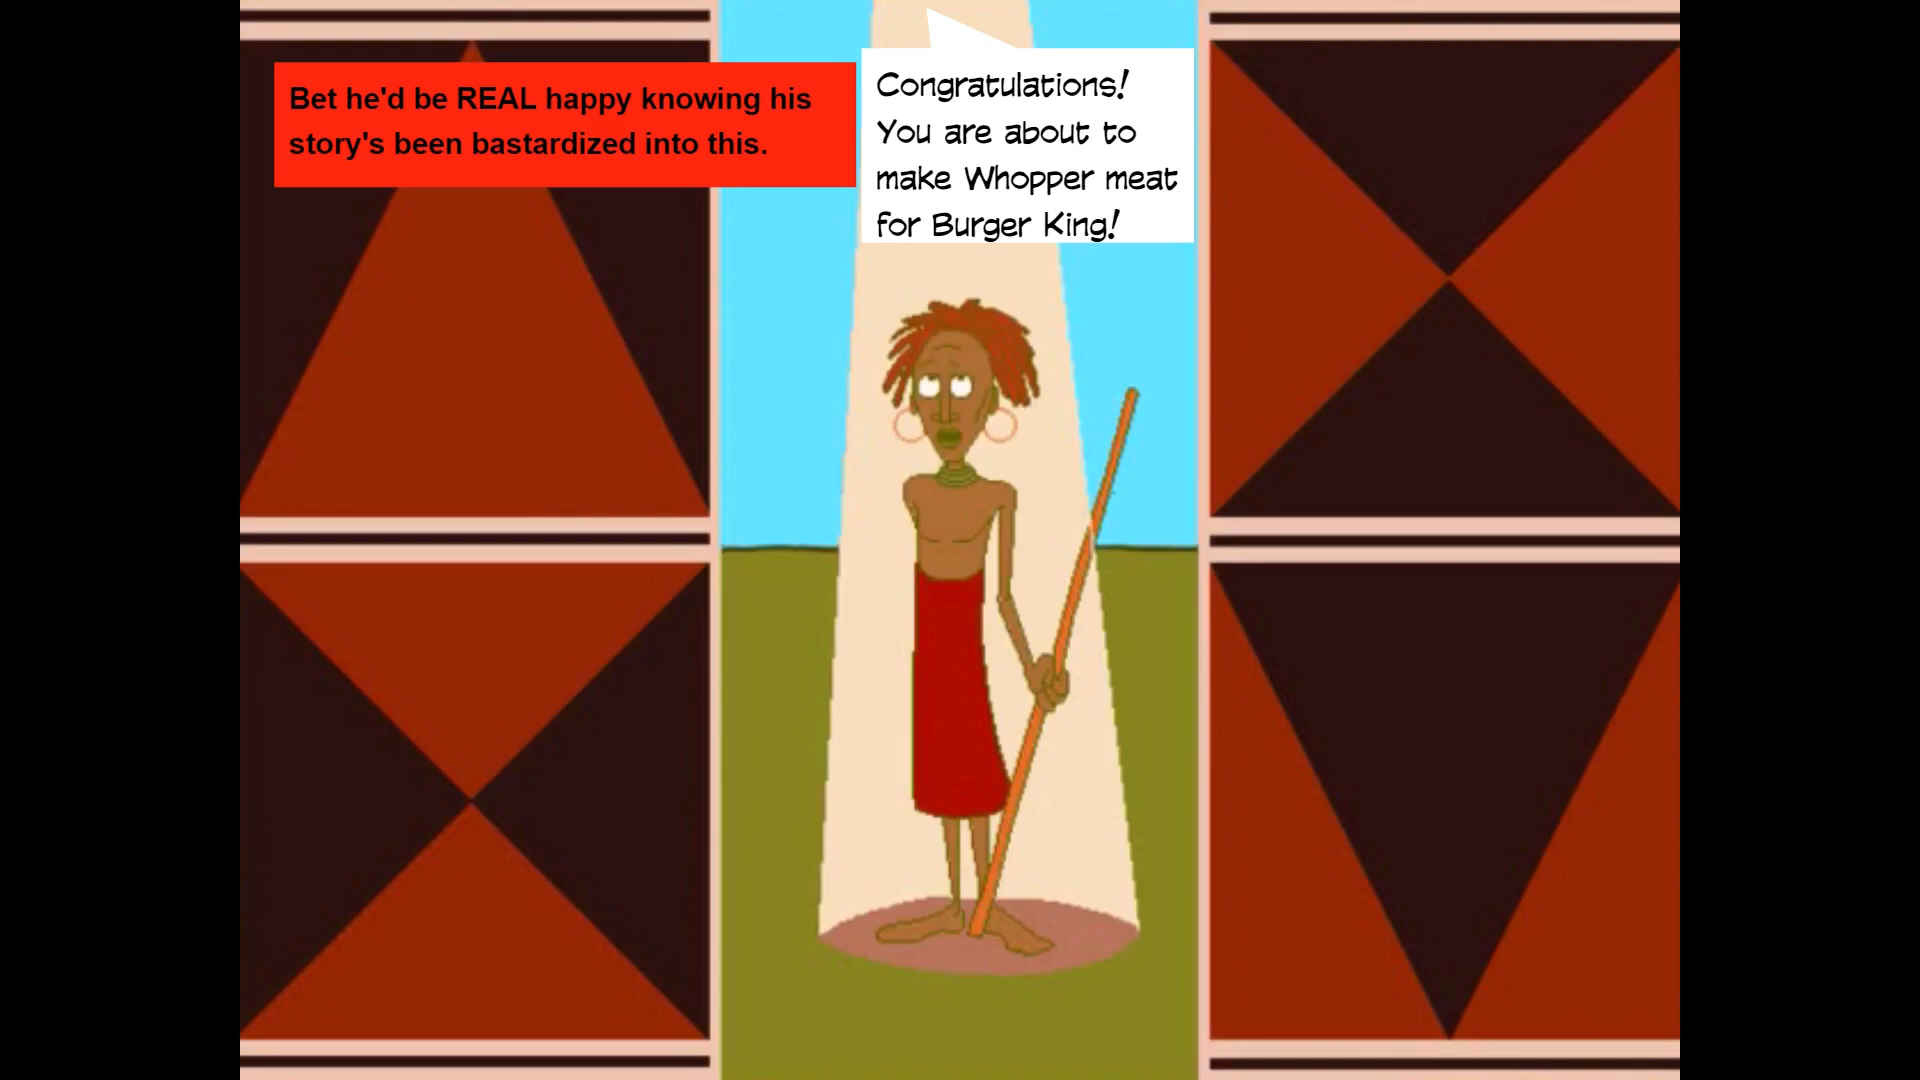 Bet he'd be REAL happy knowing his
story's been bastardized into this.
Congratulations!
You are about to
make Whopper meat
for Burger King!